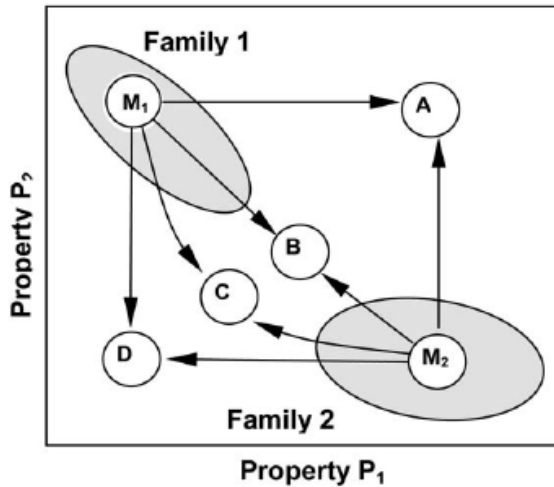 Family 1
M₁
A
B
C
D
M₂
Family 2
Property P₂
Property P₁